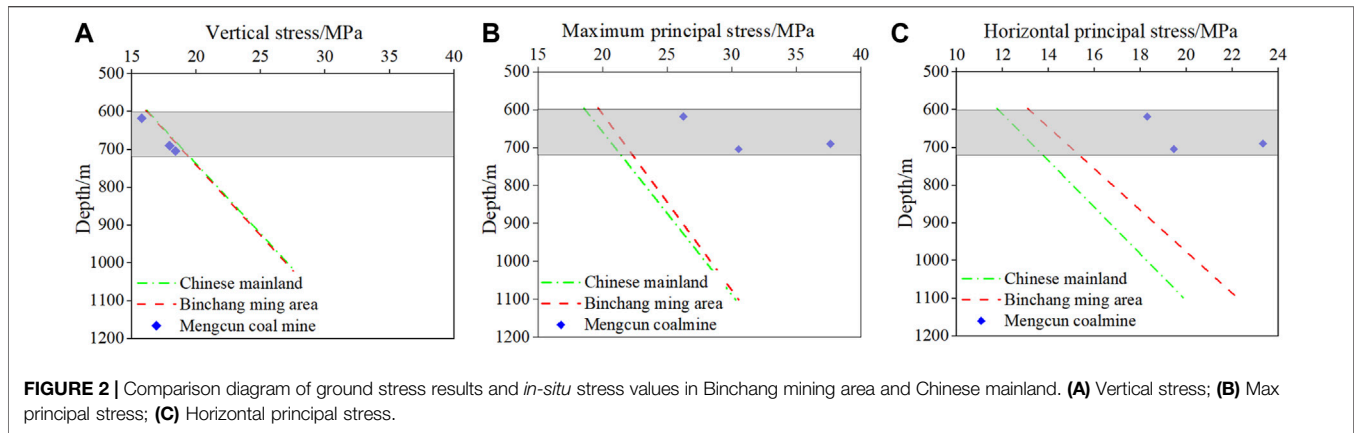 A
Vertical stress/MPa
15 20 25 30 35 40
500
600
700
800
900
1000
1100
1200
Depth/m
Chinese mainland
Binchang ming area
Mengcun coal mine
B
Maximum principal stress/MPa
15 20 25 30 35 40
500
600
700
800
900
1000
1100
1200
Depth/m
Chinese mainland
Binchang ming area
Mengcun coalmine
C
Horizontal principal stress/MPa
10 12 14 16 18 20 22 24
500
600
700
800
900
1000
1100
1200
Depth/m
Chinese mainland
Binchang ming area
Mengcun coalmine
FIGURE 2 | Comparison diagram of ground stress results and in-situ stress values in Binchang mining area and Chinese mainland. (A) Vertical stress; (B) Max
principal stress; (C) Horizontal principal stress.